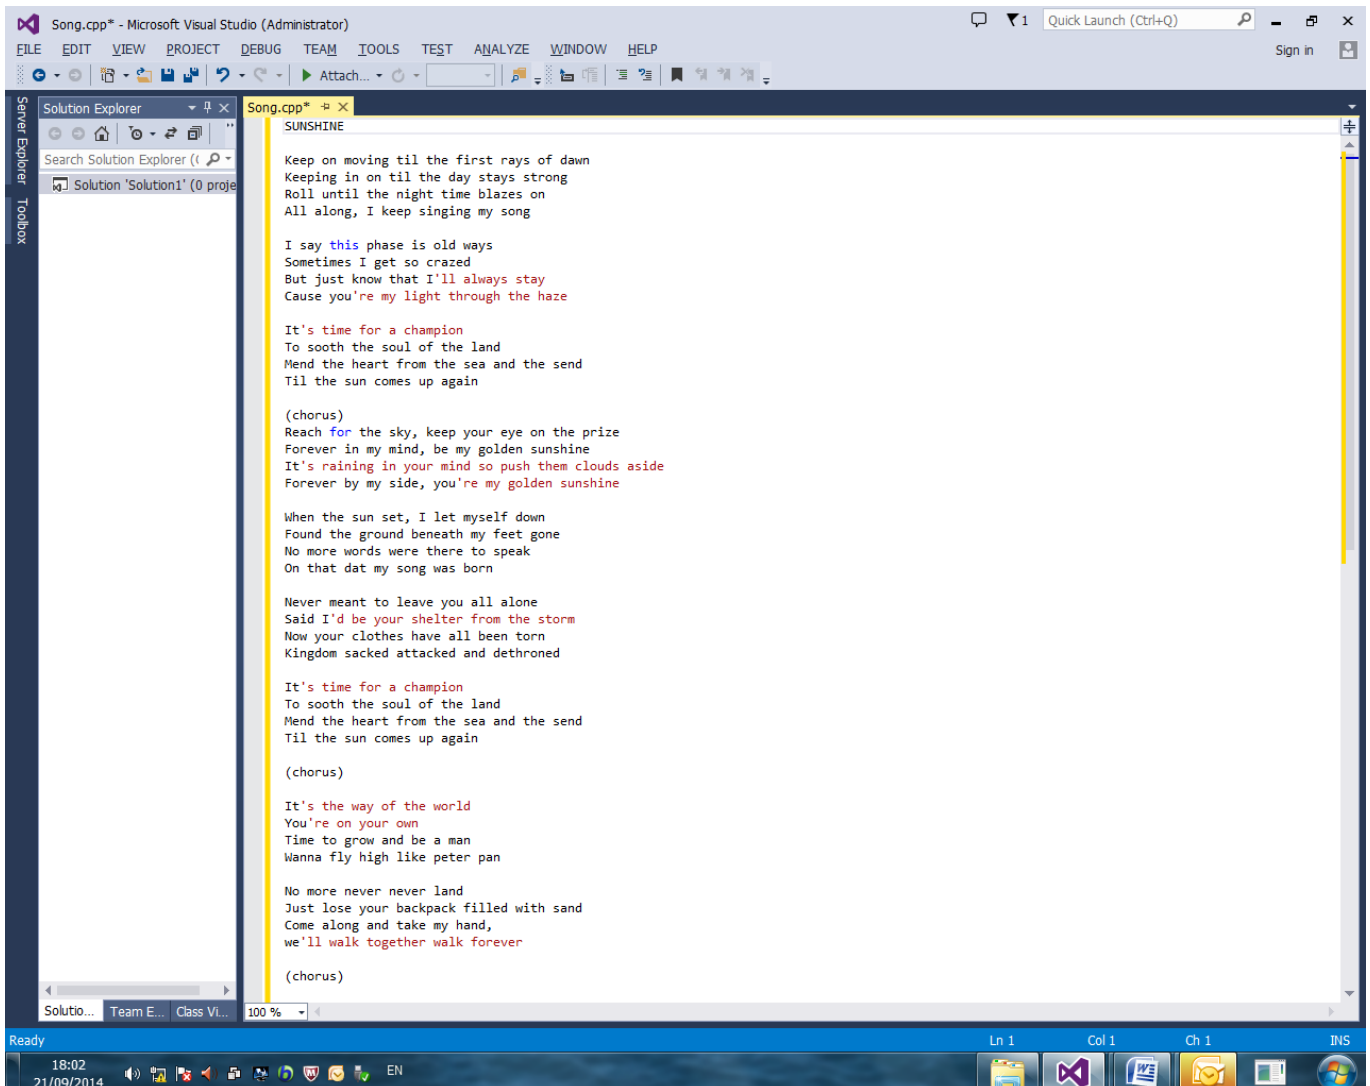 Song.cpp* - Microsoft Visual Studio (Administrator)
1
Quick Launch (Ctrl+Q)
FILE EDIT VIEW PROJECT DEBUG TEAM TOOLS TEST ANALYZE WINDOW HELP
Sign in
Attach...
Server Explorer
Toolbox
Solution Explorer
Search Solution Explorer (
Solution 'Solution1' (0 proje
Song.cpp*
SUNSHINE
Keep on moving til the first rays of dawn
Keeping in on til the day stays strong
Roll until the night time blazes on
All along, I keep singing my song
I say this phase is old ways
Sometimes I get so crazed
But just know that I'll always stay
Cause you're my light through the haze
It's time for a champion
To sooth the soul of the land
Mend the heart from the sea and the send
Til the sun comes up again
(chorus)
Reach for the sky, keep your eye on the prize
Forever in my mind, be my golden sunshine
It's raining in your mind so push them clouds aside
Forever by my side, you're my golden sunshine
When the sun set, I let myself down
Found the ground beneath my feet gone
No more words were there to speak
On that dat my song was born
Never meant to leave you all alone
Said I'd be your shelter from the storm
Now your clothes have all been torn
Kingdom sacked attacked and dethroned
It's time for a champion
To sooth the soul of the land
Mend the heart from the sea and the send
Til the sun comes up again
(chorus)
It's the way of the world
You're on your own
Time to grow and be a man
Wanna fly high like peter pan
No more never never land
Just lose your backpack filled with sand
Come along and take my hand,
we'll walk together walk forever
(chorus)
Solutio... Team E... Class Vi...
100 %
Ready
Ln 1 Col 1 Ch 1 INS
18:02
21/09/2014
EN